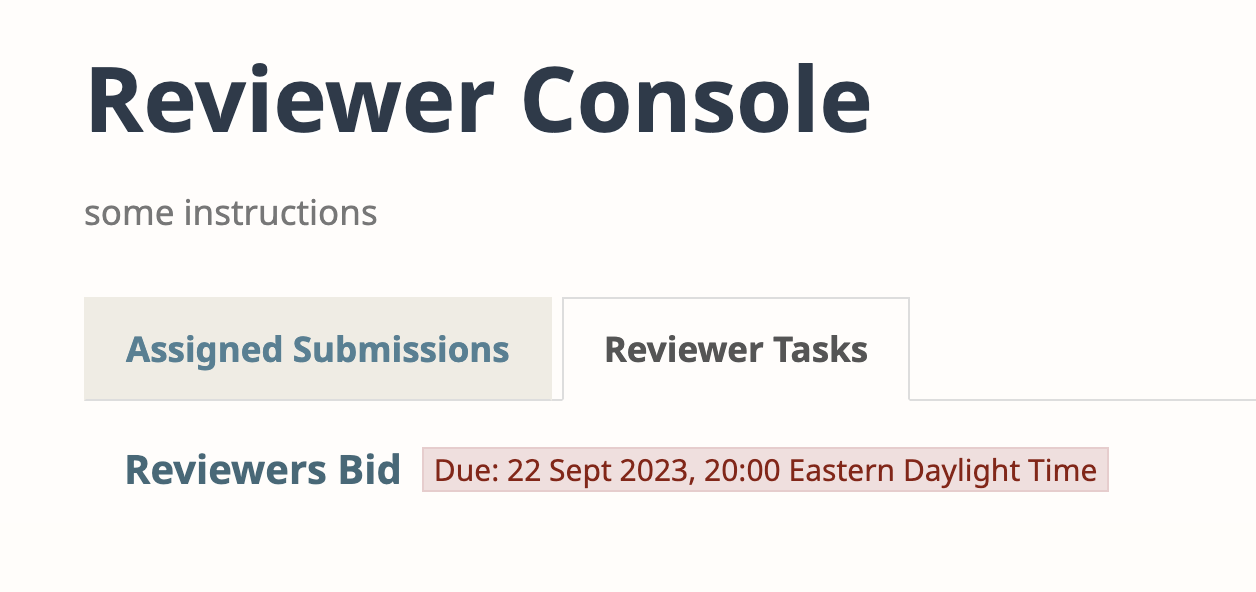 Reviewer Console
some instructions
Assigned Submissions
Reviewer Tasks
Reviewers Bid
Due: 22 Sept 2023, 20:00 Eastern Daylight Time